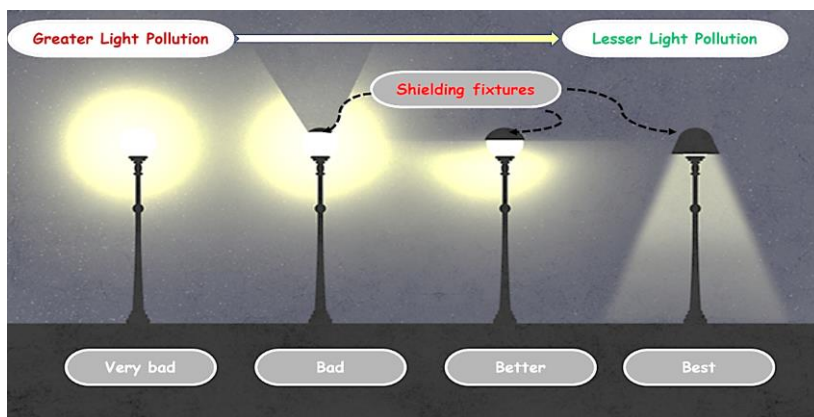 Greater Light Pollution
Lesser Light Pollution
Shielding fixtures
Very bad
Bad
Better
Best